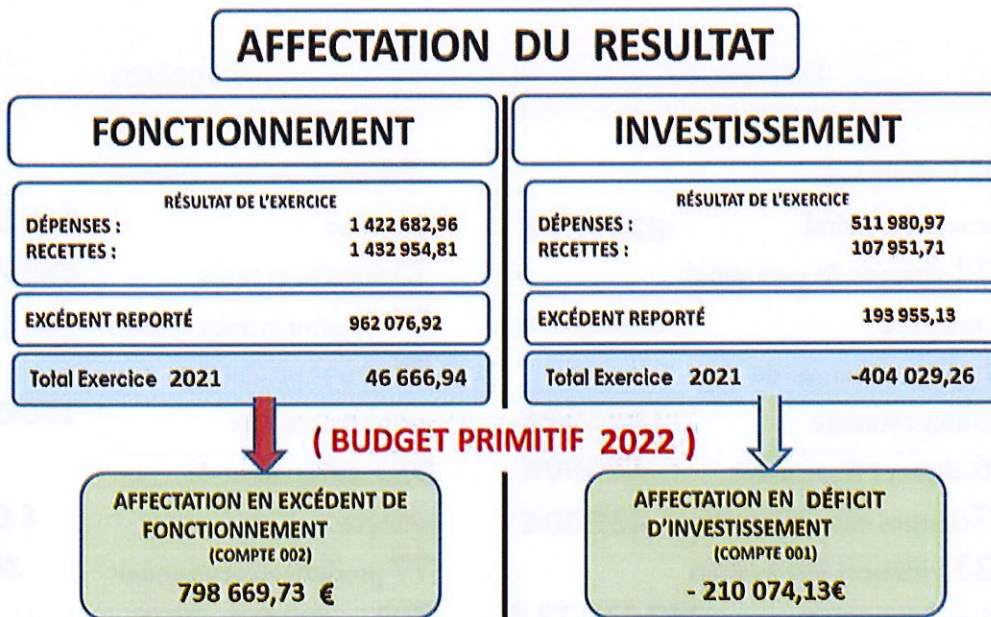 AFFECTATION DU RESULTAT
FONCTIONNEMENT
RÉSULTAT DE L'EXERCICE
DÉPENSES : 1 422 682,96
RECETTES : 1 432 954,81
EXCÉDENT REPORTÉ 962 076,92
Total Exercice 2021 46 666,94
INVESTISSEMENT
RÉSULTAT DE L'EXERCICE
DÉPENSES : 511 980,97
RECETTES : 107 951,71
EXCÉDENT REPORTÉ 193 955,13
Total Exercice 2021 -404 029,26
( BUDGET PRIMITIF 2022 )
AFFECTATION EN EXCÉDENT DE
FONCTIONNEMENT
(COMPTE 002)
798 669,73 €
AFFECTATION EN DÉFICIT
D'INVESTISSEMENT
(COMPTE 001)
- 210 074,13€